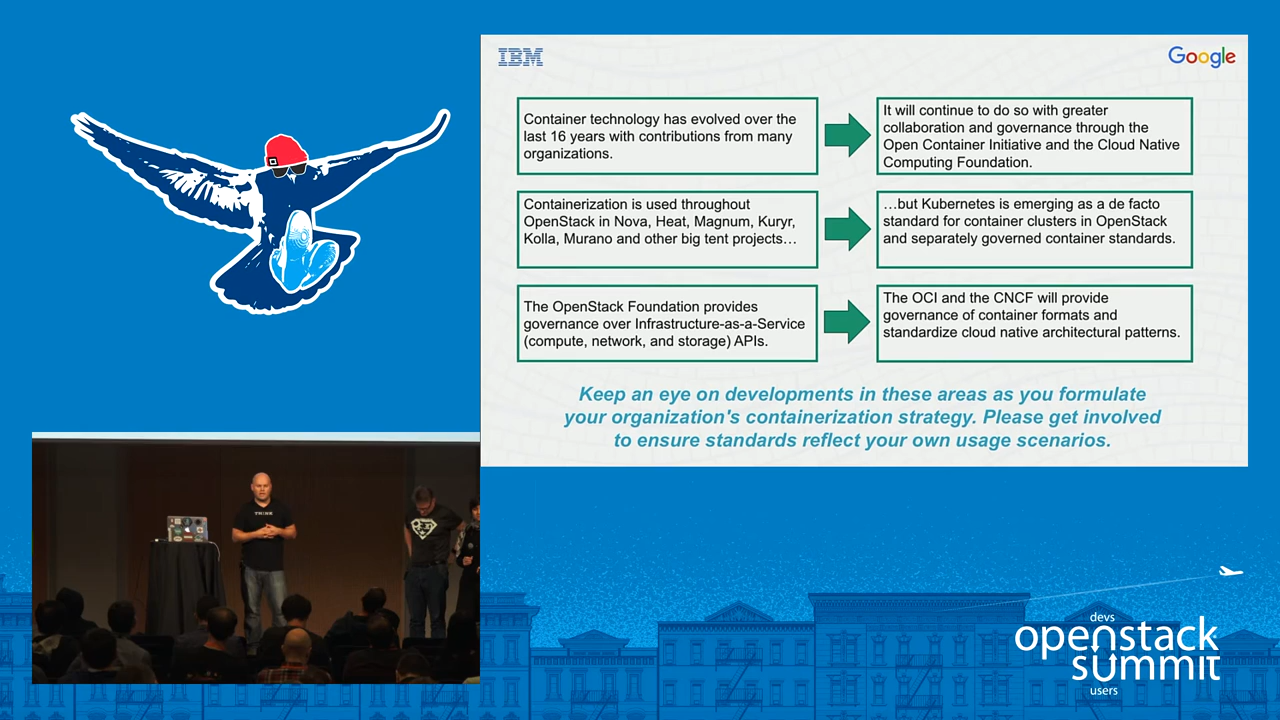 IBM
Google
Container technology has evolved over the
last 16 years with contributions from many
organizations.
It will continue to do so with greater
collaboration and governance through the
Open Container Initiative and the Cloud Native
Computing Foundation.
Containerization is used throughout
OpenStack in Nova, Heat, Magnum, Kuryr,
Kolla, Murano and other big tent projects…
…but Kubernetes is emerging as a de facto
standard for container clusters in OpenStack
and separately governed container standards.
The OpenStack Foundation provides
governance over Infrastructure-as-a-Service
(compute, network, and storage) APIs.
The OCI and the CNCF will provide
governance of container formats and
standardize cloud native architectural patterns.
Keep an eye on developments in these areas as you formulate
your organization's containerization strategy. Please get involved
to ensure standards reflect your own usage scenarios.
THINK
devs
openstack
summit
users